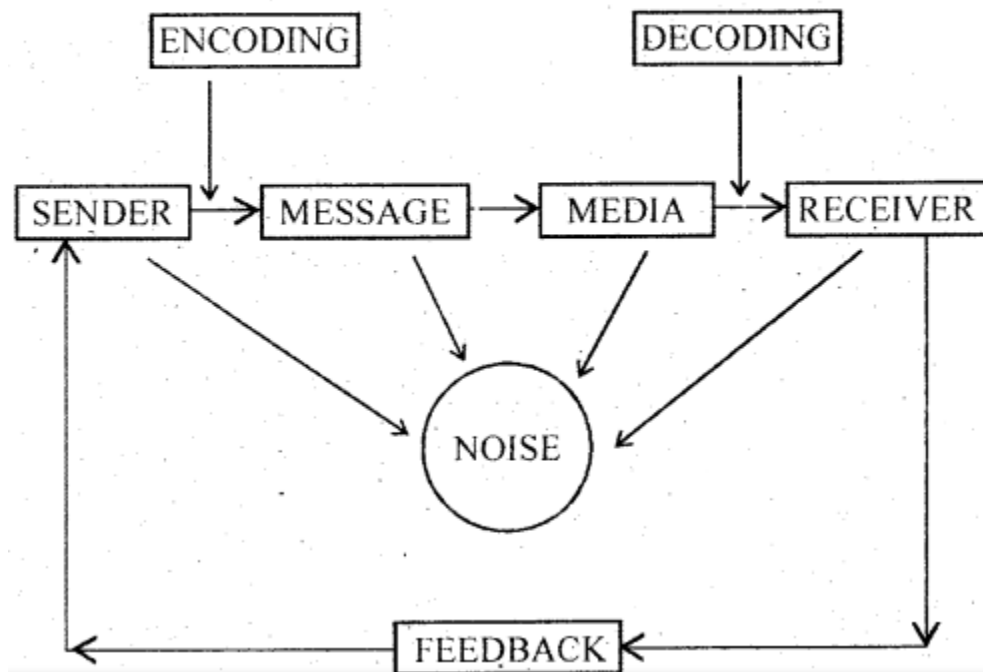 ENCODING
DECODING
SENDER
MESSAGE
MEDIA
RECEIVER
NOISE
FEEDBACK